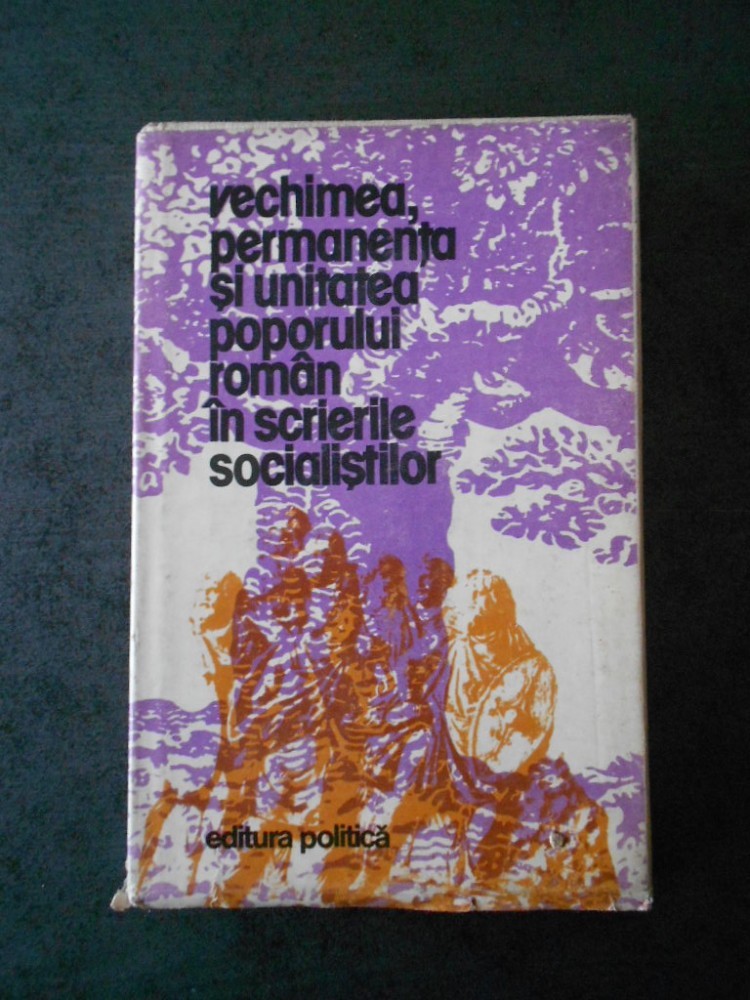 vechimea,
permanența
și unitatea
poporului
român
în scrierile
socialiștilor
editura politică